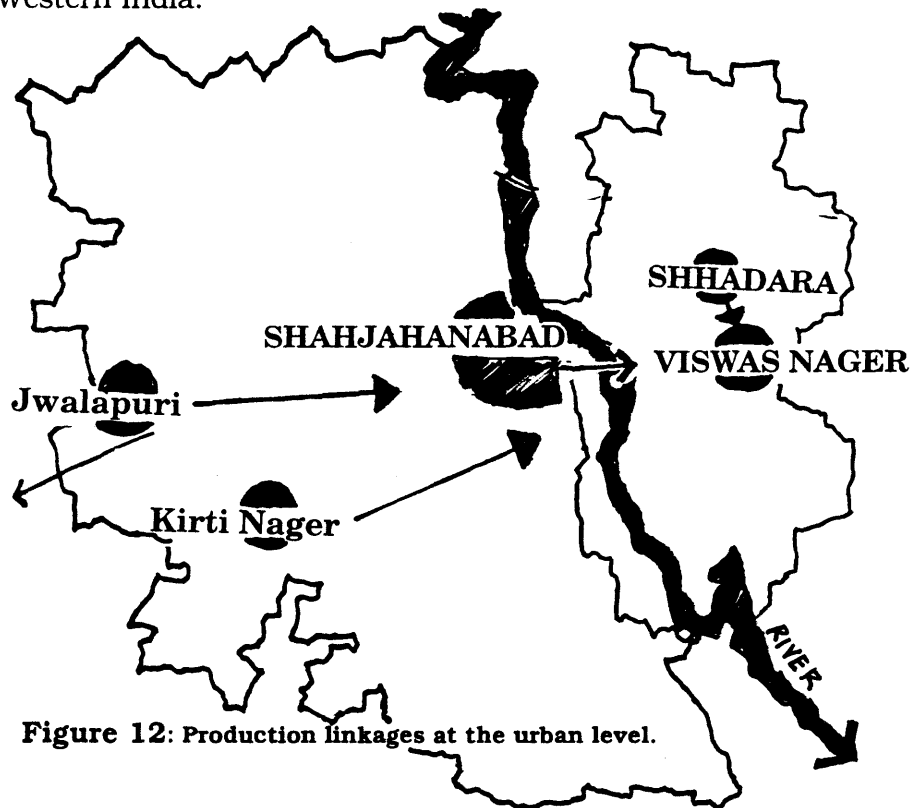 western India.
SHHADARA
SHAHJAHANABAD
VISWAS NAGER
Jwalapuri
Kirti Nager
RIVER
Figure 12: Production linkages at the urban level.